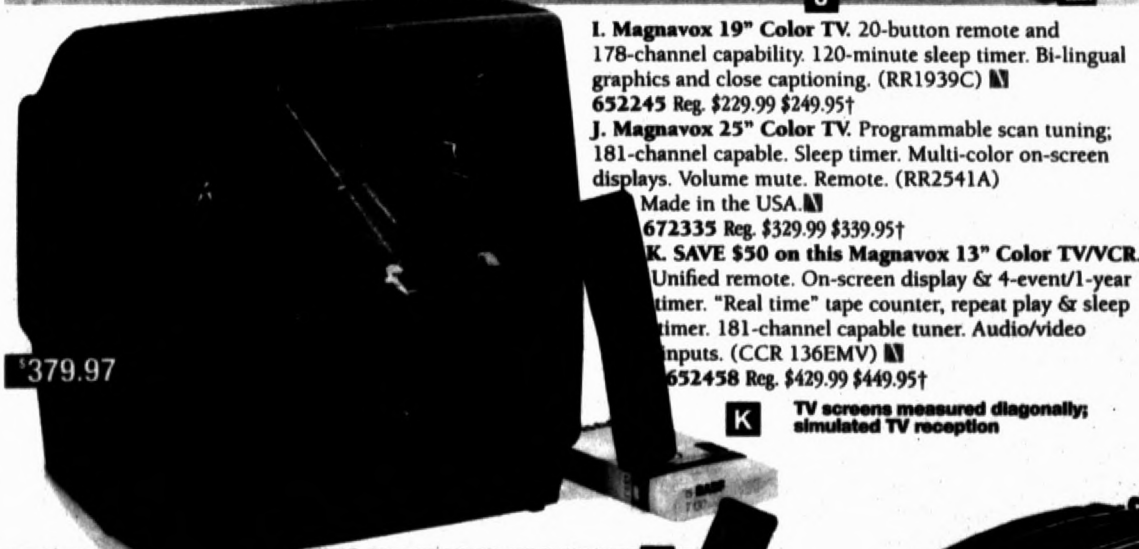 I. Magnavox 19" Color TV. 20-button remote and
178-channel capability. 120-minute sleep timer. Bi-lingual
graphics and close captioning. (RR1939C)
652245 Reg. $229.99 $249.95†
J. Magnavox 25" Color TV. Programmable scan tuning;
181-channel capable. Sleep timer. Multi-color on-screen
displays. Volume mute. Remote. (RR2541A)
Made in the USA.
672335 Reg. $329.99 $339.95†
K. SAVE $50 on this Magnavox 13" Color TV/VCR.
Unified remote. On-screen display & 4-event/1-year
timer. "Real time" tape counter, repeat play & sleep
timer. 181-channel capable tuner. Audio/video
inputs. (CCR 136EMV)
652458 Reg. $429.99 $449.95†
$379.97
K
TV screens measured diagonally;
simulated TV reception